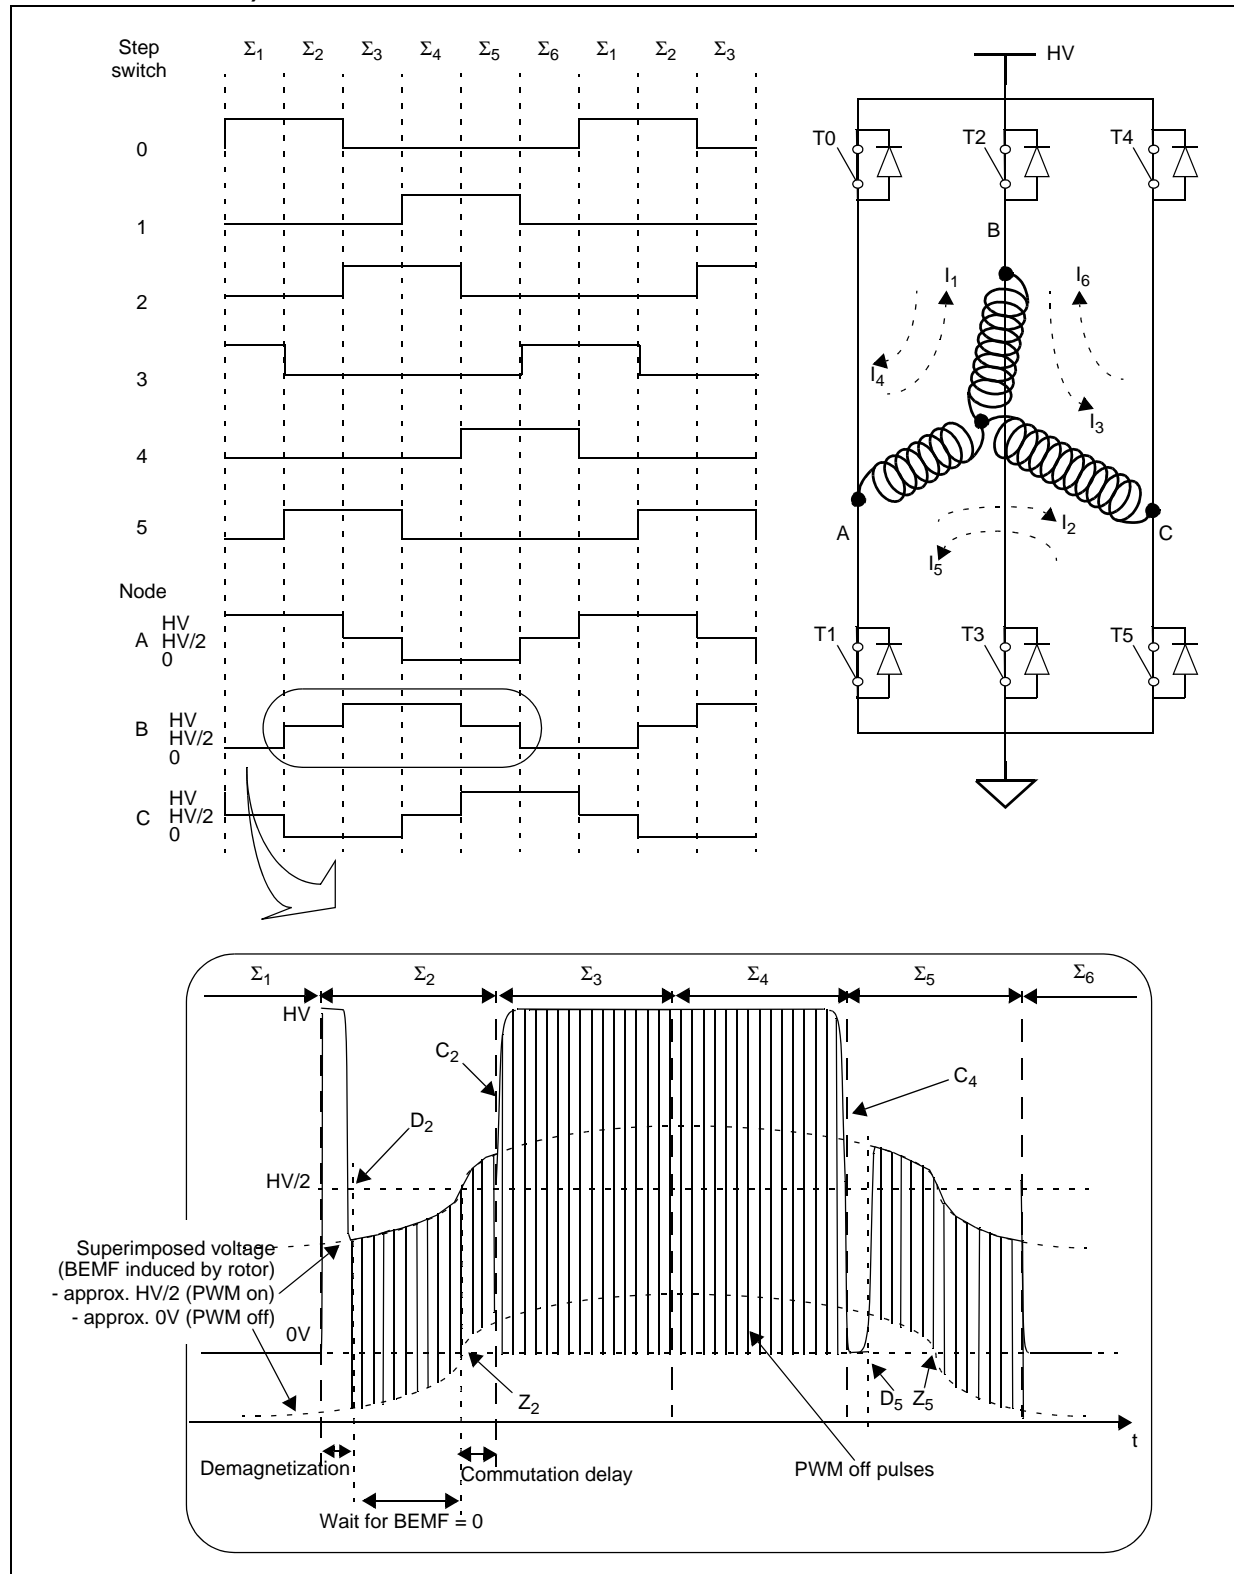 Step
switch
Σ1 Σ2 Σ3 Σ4 Σ5 Σ6 Σ1 Σ2 Σ3
0
1
2
3
4
5
Node
A HV
HV/2
0
B HV
HV/2
0
C HV
HV/2
0
HV
T0 T2 T4
B
I1 I6
I4 I3
A I2 C
I5
T1 T3 T5
Σ1 Σ2 Σ3 Σ4 Σ5 Σ6
HV
C2 C4
D2
HV/2
Superimposed voltage
(BEMF induced by rotor)
- approx. HV/2 (PWM on)
- approx. 0V (PWM off)
0V
Z2 D5 Z5
t
Demagnetization Commutation delay PWM off pulses
Wait for BEMF = 0